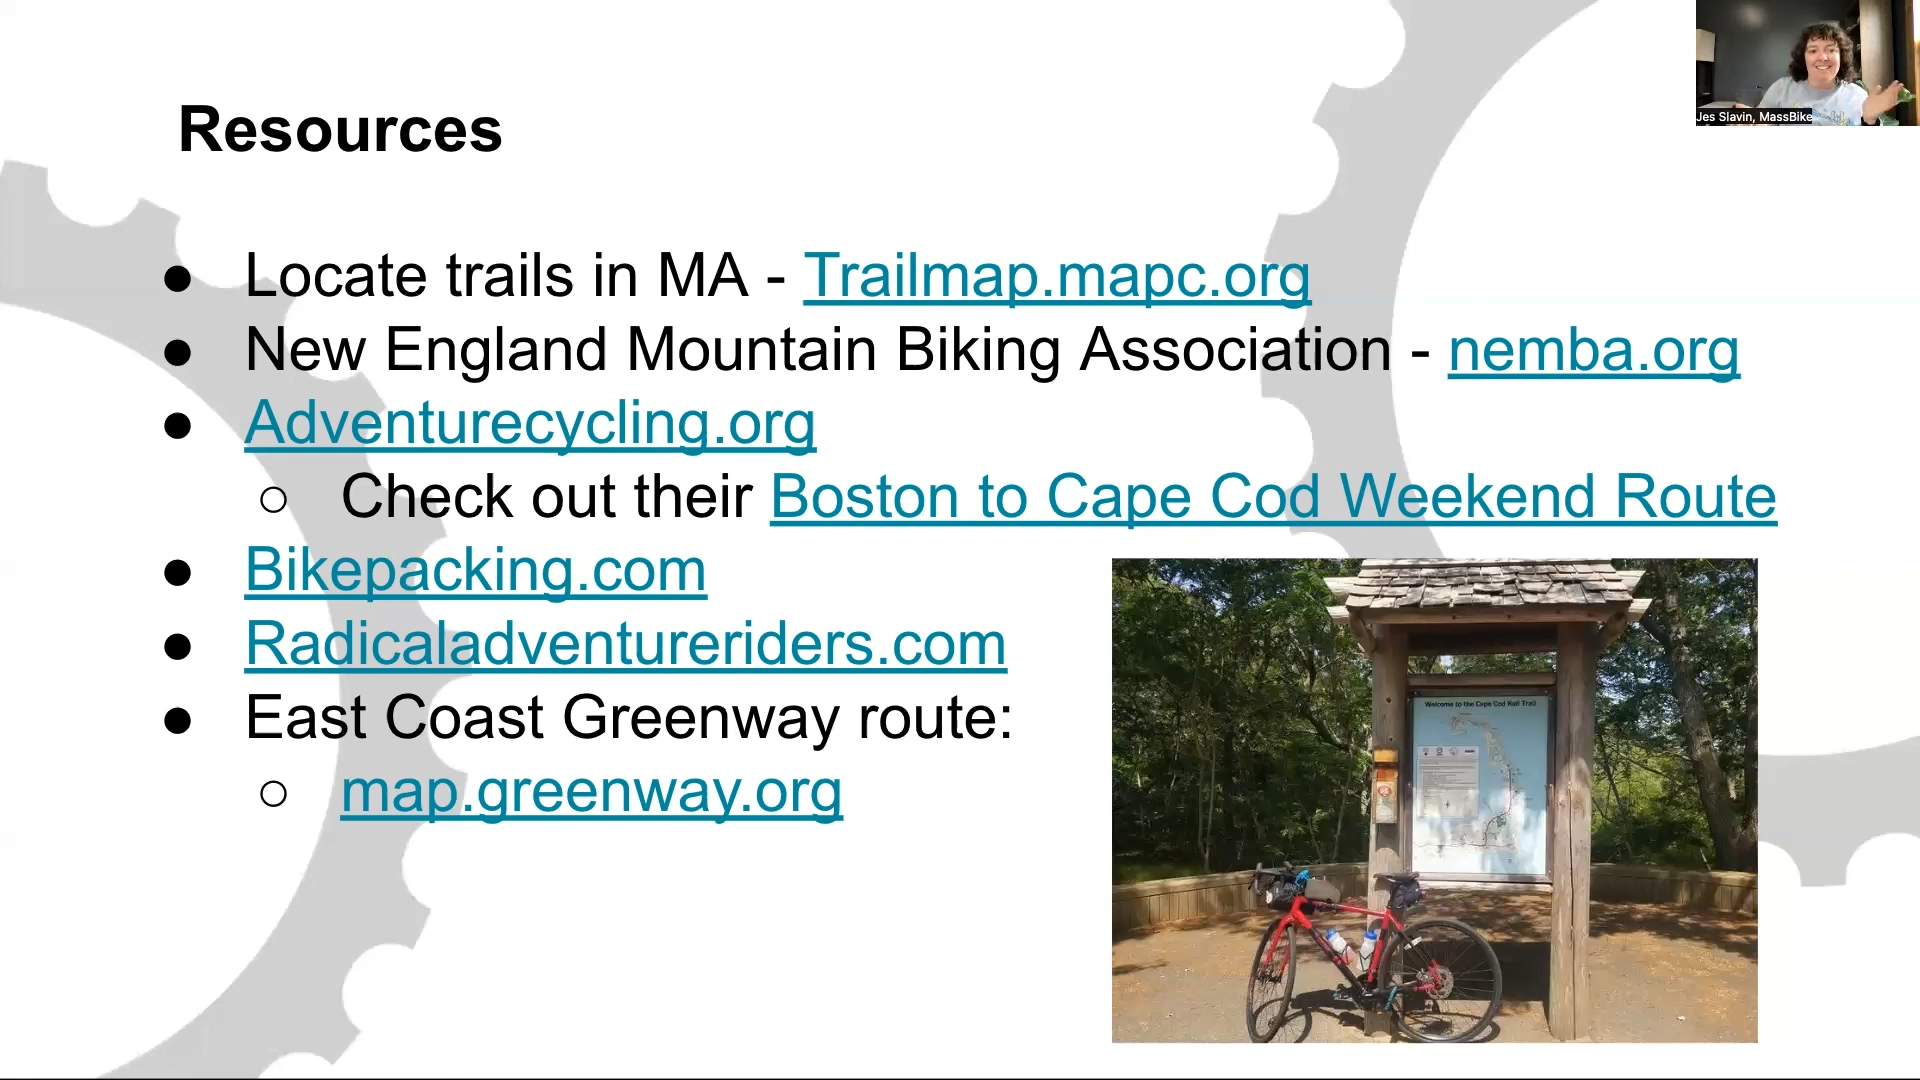 Jes Slavin, MassBike
Resources
● Locate trails in MA - Trailmap.mapc.org
● New England Mountain Biking Association - nemba.org
● Adventurecycling.org
○ Check out their Boston to Cape Cod Weekend Route
● Bikepacking.com
● Radicaladventureriders.com
● East Coast Greenway route:
○ map.greenway.org
Welcome to the Cape Cod Rail Trail